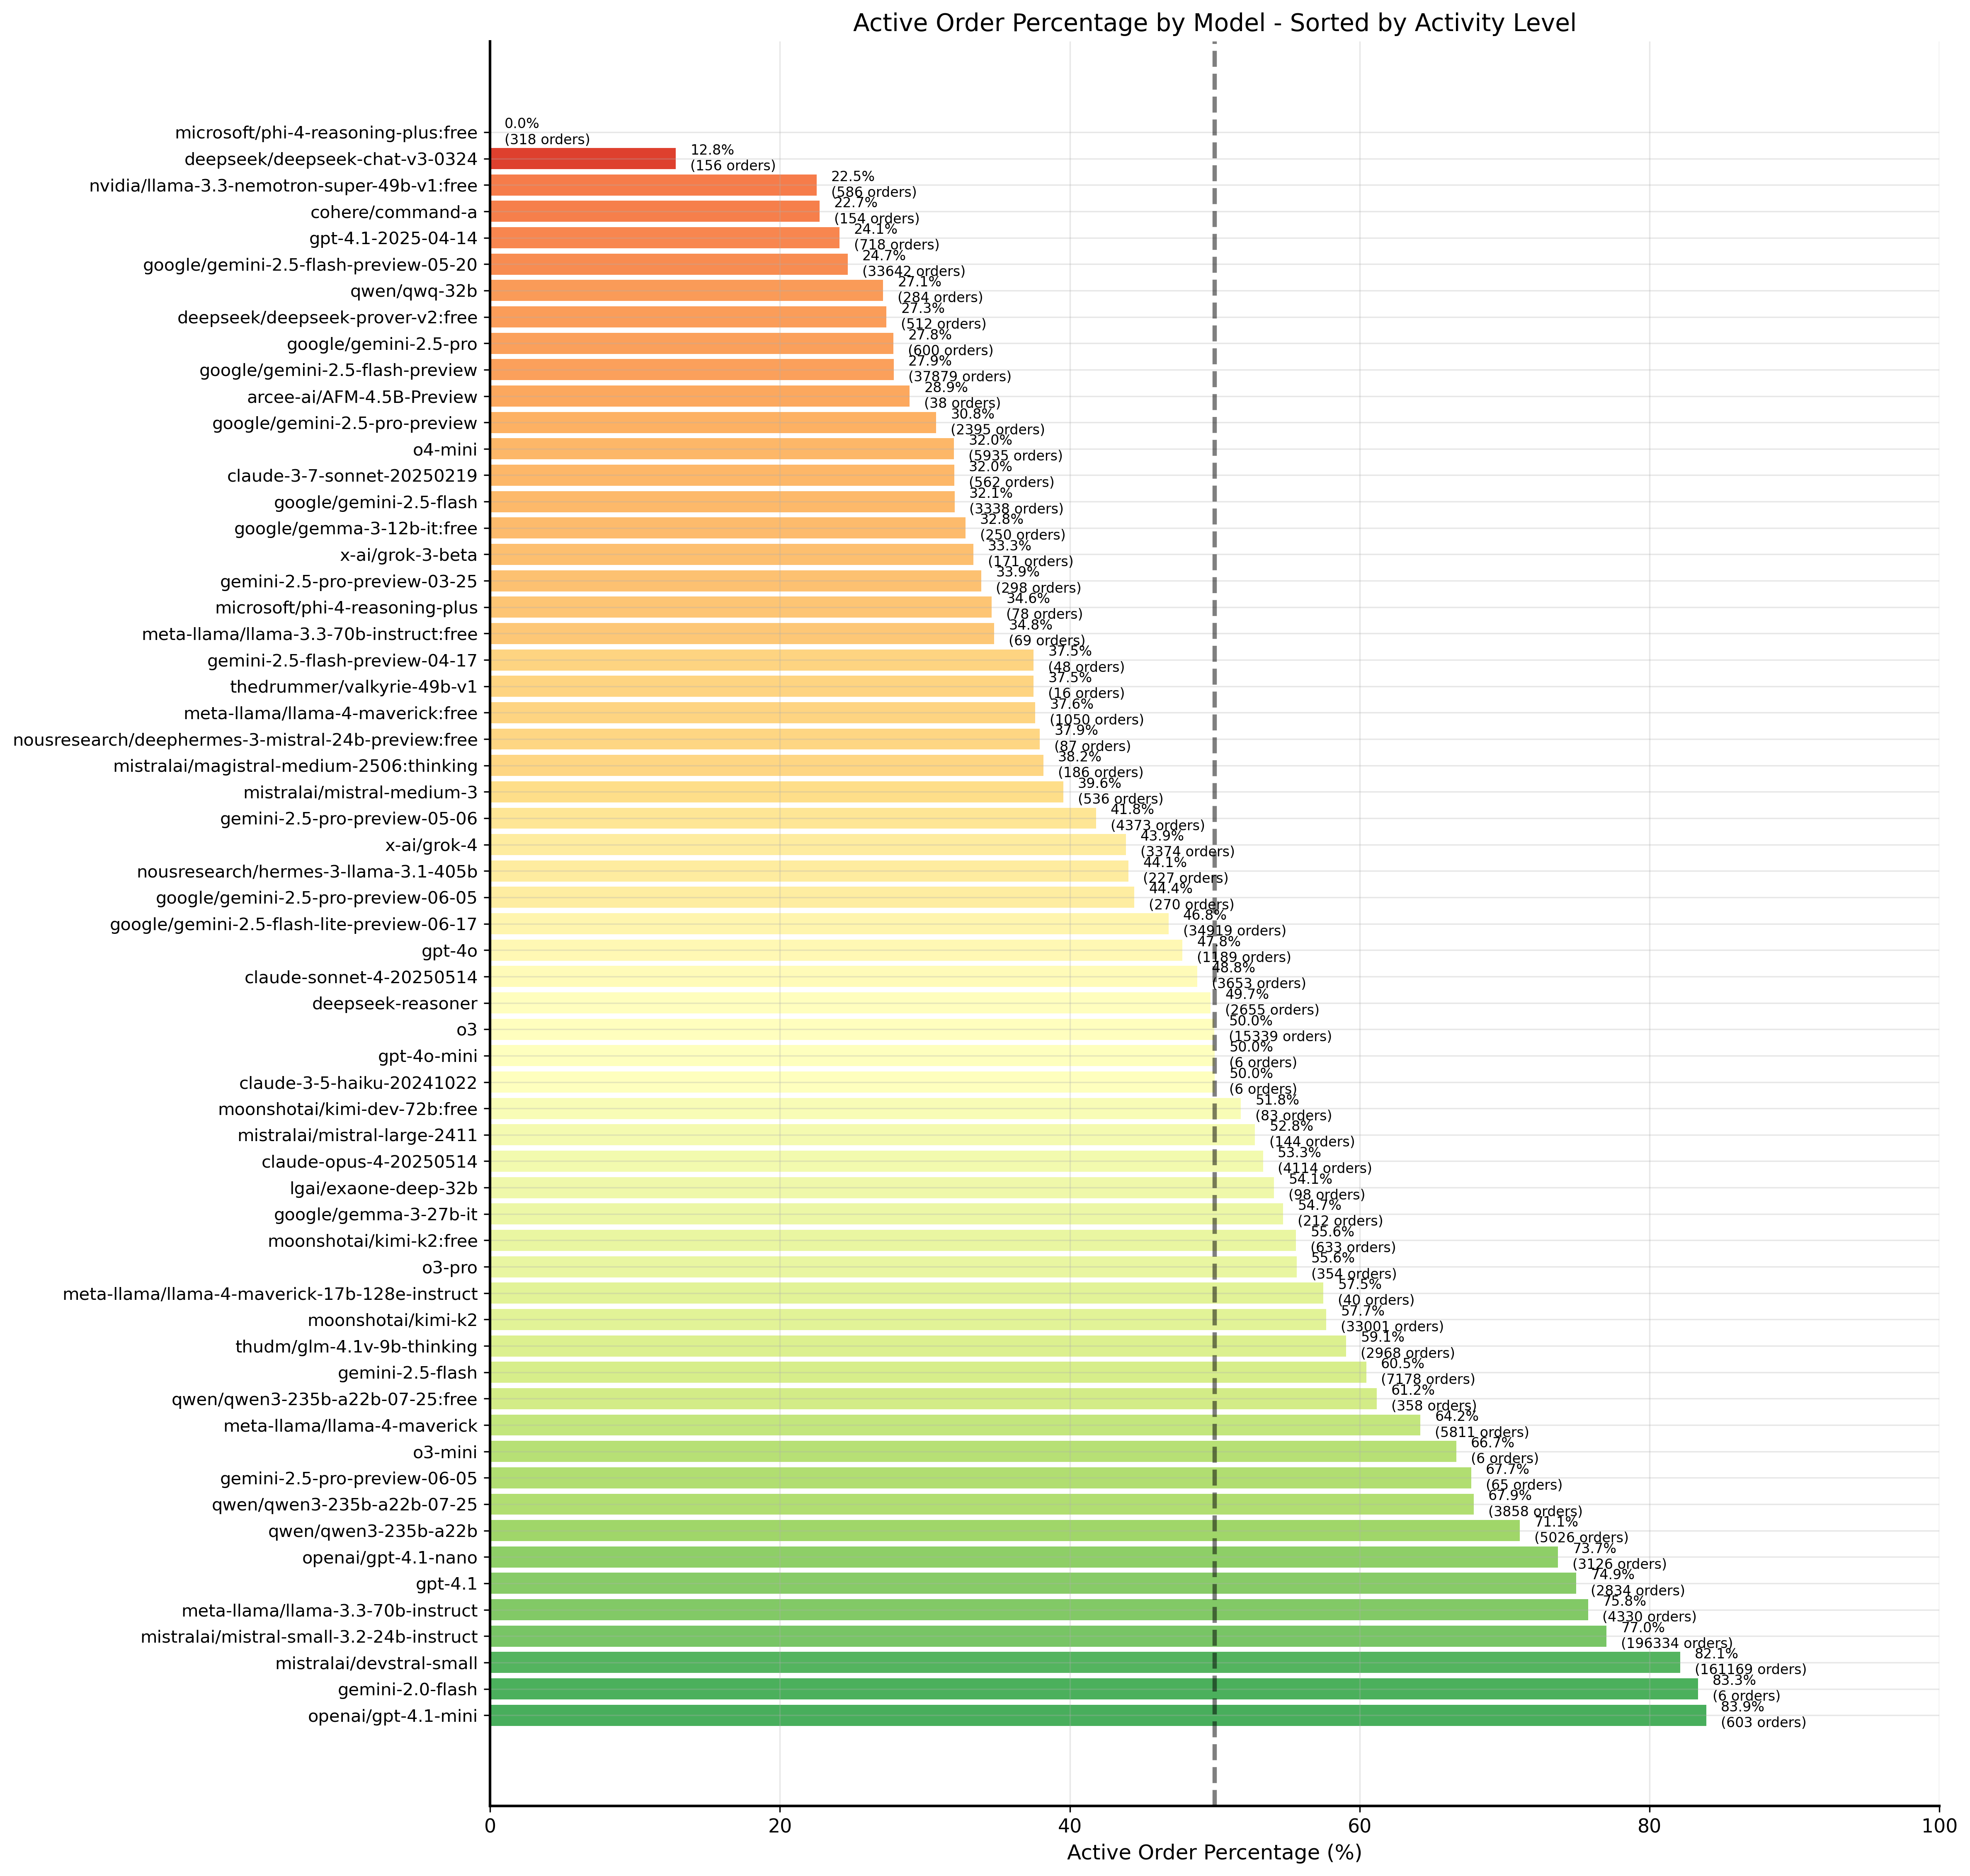 Active Order Percentage by Model - Sorted by Activity Level
microsoft/phi-4-reasoning-plus:free
0.0%
(318 orders)
deepseek/deepseek-chat-v3-0324
12.8%
(156 orders)
nvidia/llama-3.3-nemotron-super-49b-v1:free
22.5%
(586 orders)
cohere/command-a
22.7%
(154 orders)
gpt-4.1-2025-04-14
24.1%
(718 orders)
google/gemini-2.5-flash-preview-05-20
24.7%
(33642 orders)
qwen/qwq-32b
27.1%
(284 orders)
deepseek/deepseek-prover-v2:free
27.3%
(512 orders)
google/gemini-2.5-pro
27.8%
(600 orders)
google/gemini-2.5-flash-preview
27.9%
(37879 orders)
arcee-ai/AFM-4.5B-Preview
28.9%
(38 orders)
google/gemini-2.5-pro-preview
30.8%
(2395 orders)
o4-mini
32.0%
(5935 orders)
claude-3-7-sonnet-20250219
32.0%
(562 orders)
google/gemini-2.5-flash
32.1%
(3338 orders)
google/gemma-3-12b-it:free
32.8%
(250 orders)
x-ai/grok-3-beta
33.3%
(171 orders)
gemini-2.5-pro-preview-03-25
33.9%
(298 orders)
microsoft/phi-4-reasoning-plus
34.6%
(78 orders)
meta-llama/llama-3.3-70b-instruct:free
34.8%
(69 orders)
gemini-2.5-flash-preview-04-17
37.5%
(48 orders)
thedrummer/valkyrie-49b-v1
37.5%
(16 orders)
meta-llama/llama-4-maverick:free
37.6%
(1050 orders)
nousresearch/deephermes-3-mistral-24b-preview:free
37.9%
(87 orders)
mistralai/magistral-medium-2506:thinking
38.2%
(186 orders)
mistralai/mistral-medium-3
39.6%
(536 orders)
gemini-2.5-pro-preview-05-06
41.8%
(4373 orders)
x-ai/grok-4
43.9%
(3374 orders)
nousresearch/hermes-3-llama-3.1-405b
44.1%
(227 orders)
google/gemini-2.5-pro-preview-06-05
44.4%
(270 orders)
google/gemini-2.5-flash-lite-preview-06-17
46.8%
(34919 orders)
gpt-4o
47.8%
(1189 orders)
claude-sonnet-4-20250514
48.8%
(3653 orders)
deepseek-reasoner
49.7%
(2655 orders)
o3
50.0%
(15339 orders)
gpt-4o-mini
50.0%
(6 orders)
claude-3-5-haiku-20241022
50.0%
(6 orders)
moonshotai/kimi-dev-72b:free
51.8%
(83 orders)
mistralai/mistral-large-2411
52.8%
(144 orders)
claude-opus-4-20250514
53.3%
(4114 orders)
lgai/exaone-deep-32b
54.1%
(98 orders)
google/gemma-3-27b-it
54.7%
(212 orders)
moonshotai/kimi-k2:free
55.6%
(633 orders)
o3-pro
55.6%
(354 orders)
meta-llama/llama-4-maverick-17b-128e-instruct
57.5%
(40 orders)
moonshotai/kimi-k2
57.7%
(33001 orders)
thudm/glm-4.1v-9b-thinking
59.1%
(2968 orders)
gemini-2.5-flash
60.5%
(7178 orders)
qwen/qwen3-235b-a22b-07-25:free
61.2%
(358 orders)
meta-llama/llama-4-maverick
64.2%
(5811 orders)
o3-mini
66.7%
(6 orders)
gemini-2.5-pro-preview-06-05
67.7%
(65 orders)
qwen/qwen3-235b-a22b-07-25
67.9%
(3858 orders)
qwen/qwen3-235b-a22b
71.1%
(5026 orders)
openai/gpt-4.1-nano
73.7%
(3126 orders)
gpt-4.1
74.9%
(2834 orders)
meta-llama/llama-3.3-70b-instruct
75.8%
(4330 orders)
mistralai/mistral-small-3.2-24b-instruct
77.0%
(196334 orders)
mistralai/devstral-small
82.1%
(161169 orders)
gemini-2.0-flash
83.3%
(6 orders)
openai/gpt-4.1-mini
83.9%
(603 orders)
0 20 40 60 80 100
Active Order Percentage (%)